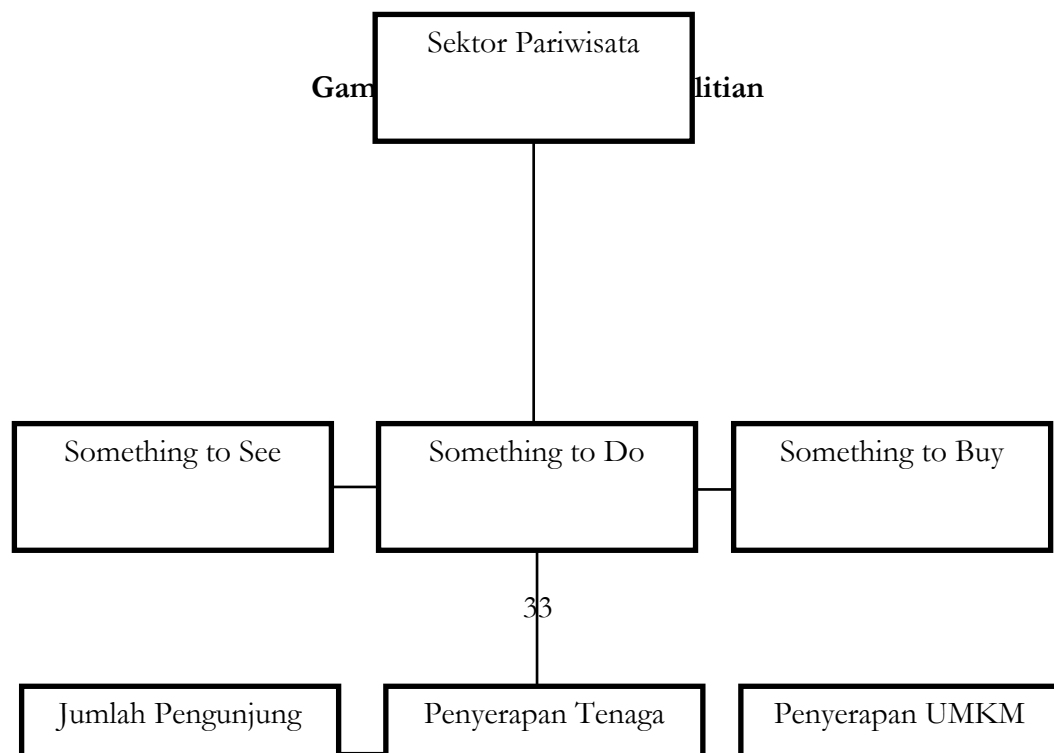 Sektor Pariwisata
Gam litian
Something to See
Something to Do
Something to Buy
33
Jumlah Pengunjung
Penyerapan Tenaga
Penyerapan UMKM